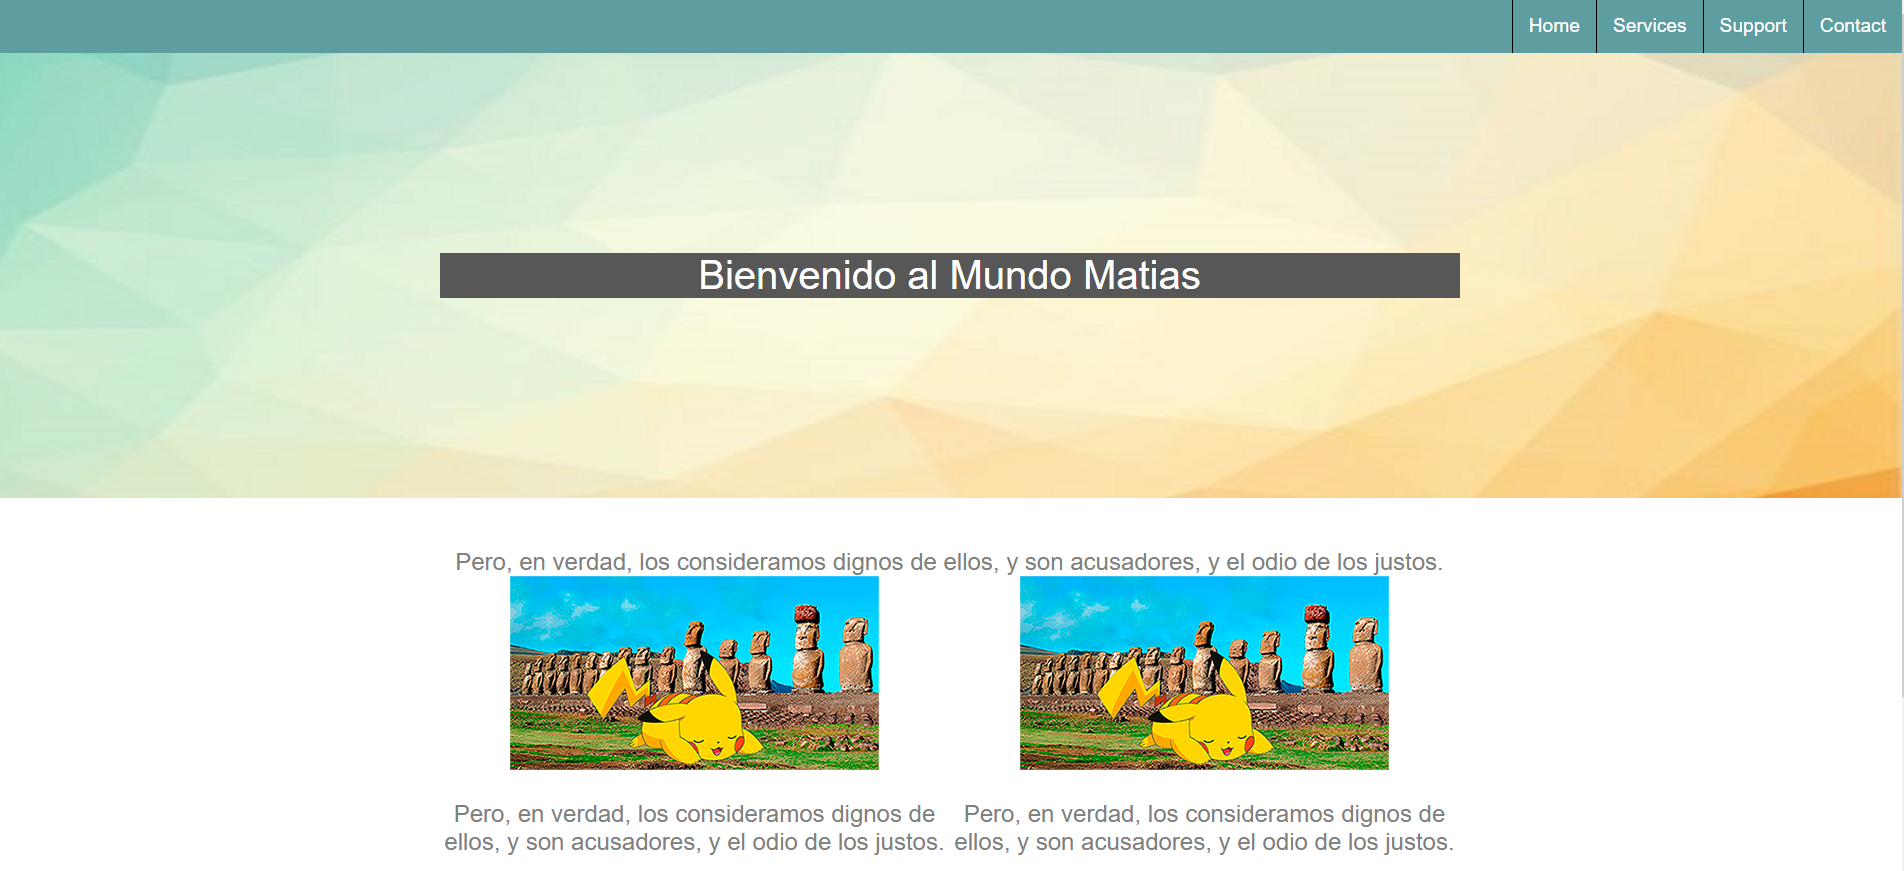 Home Services Support Contact
Bienvenido al Mundo Matias
Pero, en verdad, los consideramos dignos de ellos, y son acusadores, y el odio de los justos.
Pero, en verdad, los consideramos dignos de
ellos, y son acusadores, y el odio de los justos.
Pero, en verdad, los consideramos dignos de
ellos, y son acusadores, y el odio de los justos.